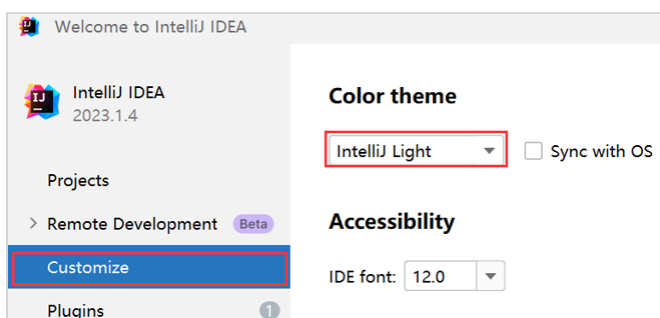 Welcome to IntelliJ IDEA
IntelliJ IDEA
2023.1.4
Projects
Remote Development Beta
Customize
Plugins 1
Color theme
IntelliJ Light Sync with OS
Accessibility
IDE font: 12.0